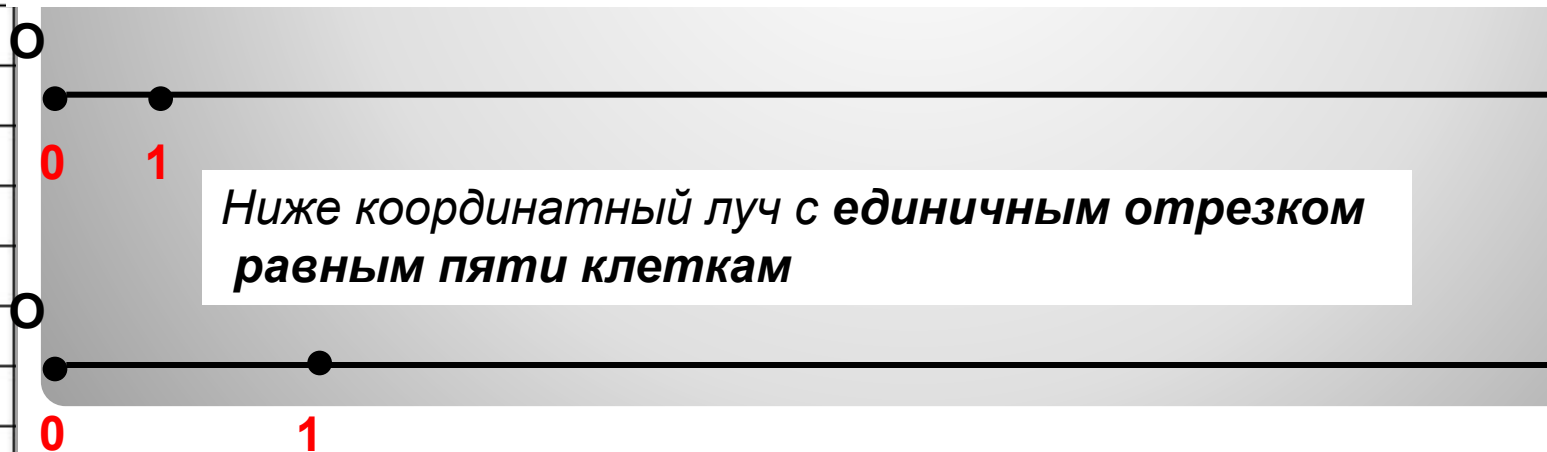 О
0 1
Ниже координатный луч с единичным отрезком
равным пяти клеткам
О
0 1